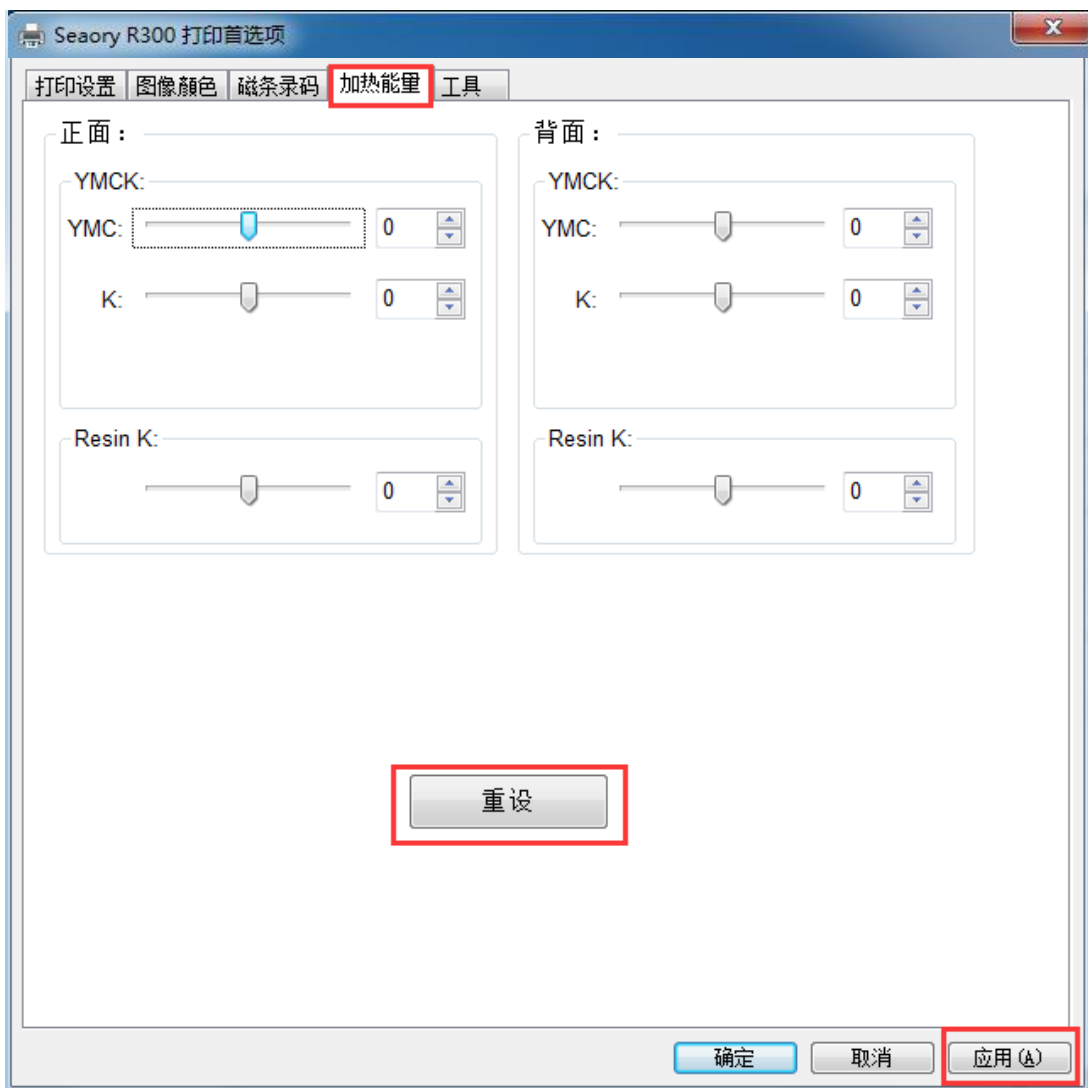 Seaory R300 打印首选项
打印设置 图像顏色 磁条录码 加热能量 工具
正面： 背面：
YMCK: YMCK:
YMC: 0 YMC: 0
K: 0 K: 0
Resin K: Resin K:
0 0
重设
确定 取消 应用(A)